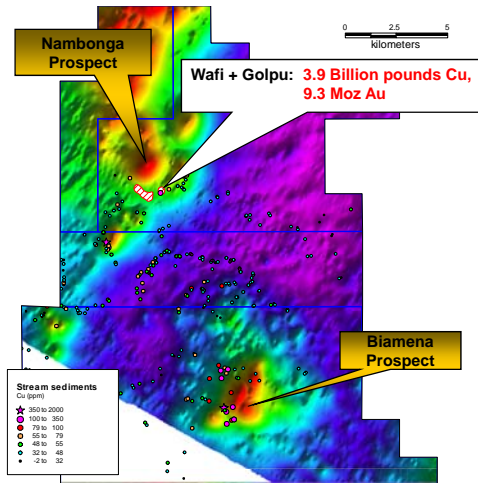 0 2.5 5
kilometers
Nambonga
Prospect
Wafi + Golpu: 3.9 Billion pounds Cu,
9.3 Moz Au
Biamena
Prospect
Stream sediments
Cu (ppm)
350 to 2000
100 to 350
79 to 100
55 to 79
48 to 55
32 to 48
-2 to 32